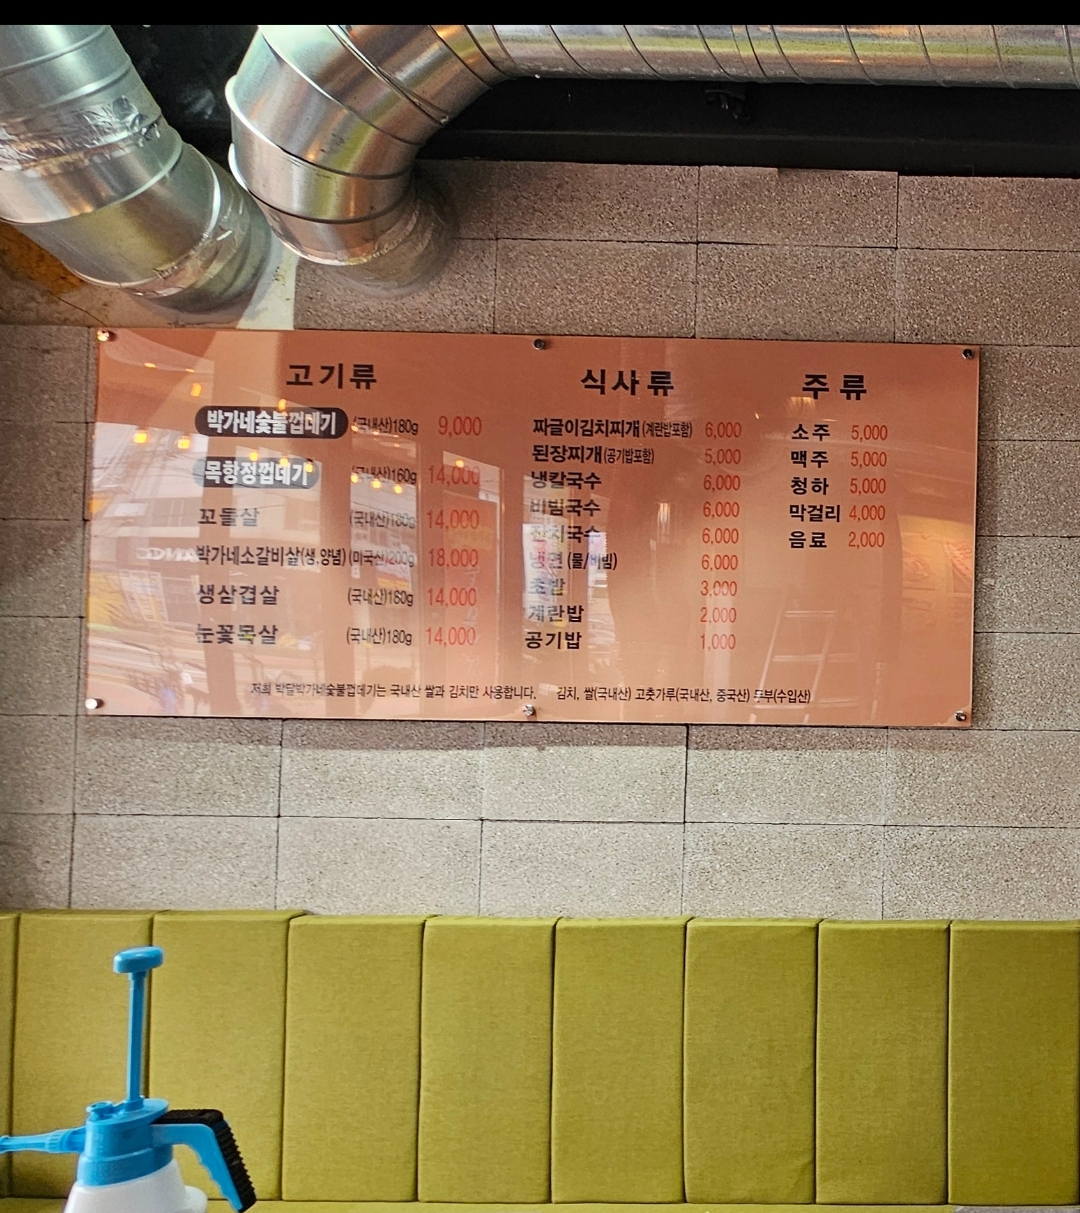 고기류
박가네숯불껍데기 (국내산)180g 9,000
목항정껍데기 (국내산)160g 14,000
꼬들살 (국내산)180g 14,000
박가네소갈비살(생,양념) (미국산)200g 18,000
생삼겹살 (국내산)180g 14,000
눈꽃목살 (국내산)180g 14,000
식사류
짜글이김치찌개(계란밥포함) 6,000
된장찌개(공기밥포함) 5,000
냉칼국수 6,000
비빔국수 6,000
잔치국수 6,000
냉면 (물/비빔) 6,000
초밥 3,000
계란밥 2,000
공기밥 1,000
주류
소주 5,000
맥주 5,000
청하 5,000
막걸리 4,000
음료 2,000
저희 박달박가네숯불껍데기는 국내산 쌀과 김치만 사용합니다. 김치, 쌀(국내산) 고춧가루(국내산, 중국산) 두부(수입산)